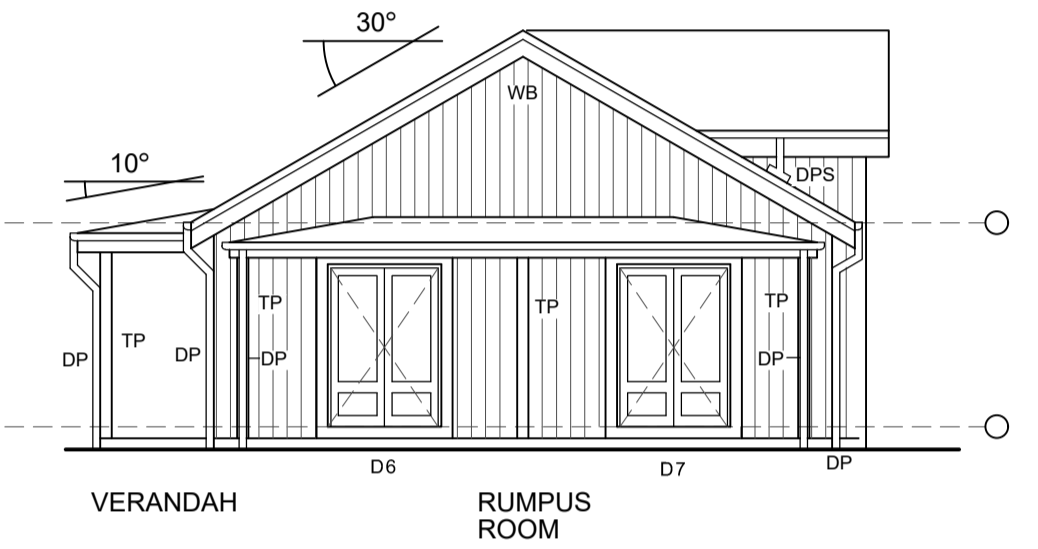 30°
WB
10°
DPS
TP
TP
TP
TP
DP
DP
DP
DP
D6
D7
DP
VERANDAH
RUMPUS
ROOM